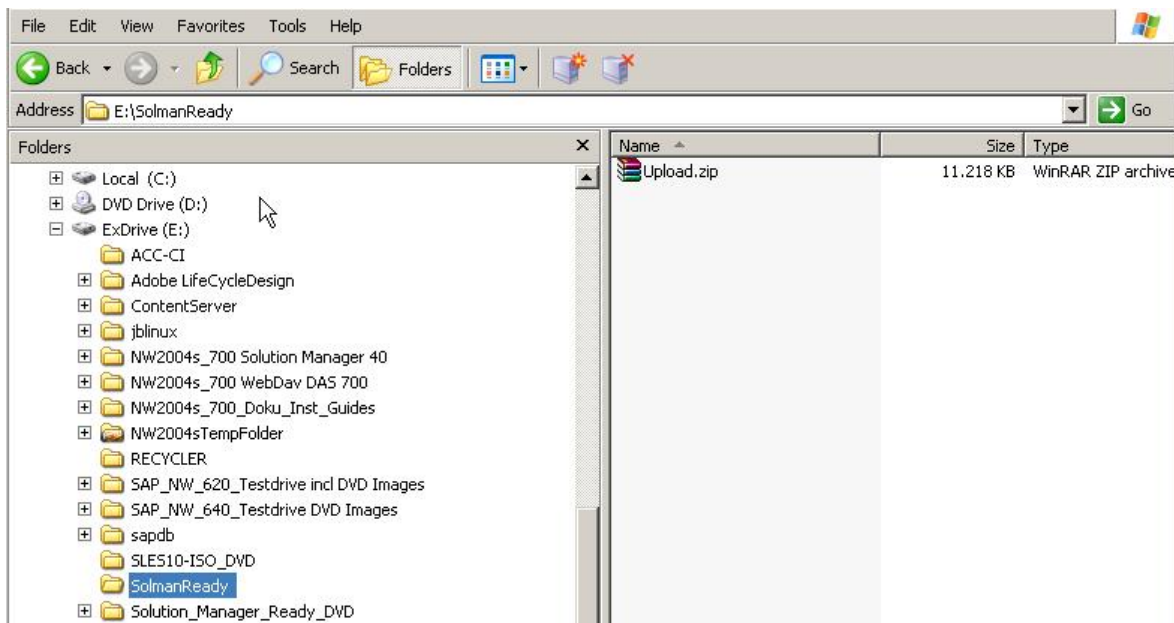 File Edit View Favorites Tools Help
Back Search Folders
Address E:\SolmanReady Go
Folders
Local (C:)
DVD Drive (D:)
ExDrive (E:)
ACC-CI
Adobe LifeCycleDesign
ContentServer
jblinux
NW2004s_700 Solution Manager 40
NW2004s_700 WebDav DAS 700
NW2004s_700_Doku_Inst_Guides
NW2004sTempFolder
RECYCLER
SAP_NW_620_Testdrive incl DVD Images
SAP_NW_640_Testdrive DVD Images
sapdb
SLES10-ISO_DVD
SolmanReady
Solution_Manager_Ready_DVD
Name Size Type
Upload.zip 11.218 KB WinRAR ZIP archive